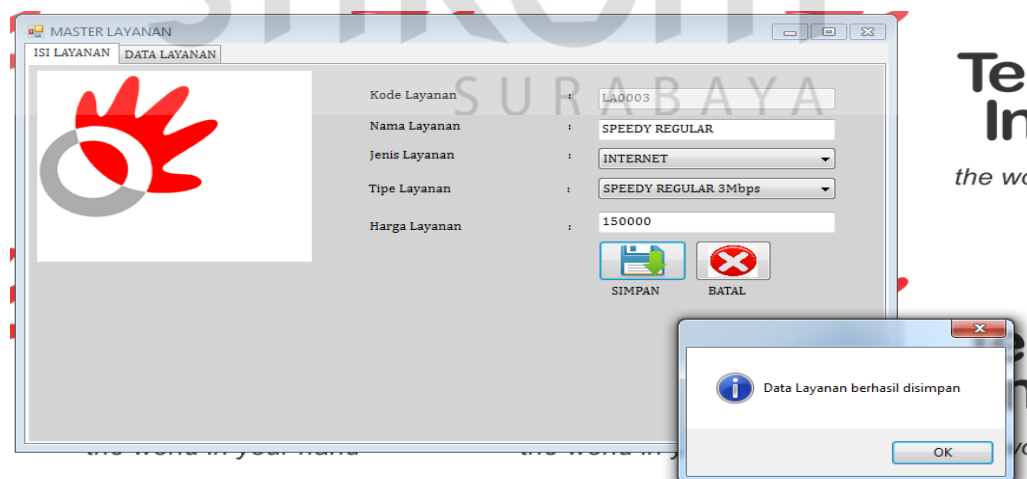 MASTER LAYANAN
ISI LAYANAN DATA LAYANAN
SURABAYA
Kode Layanan : LA0003
Nama Layanan : SPEEDY REGULAR
Jenis Layanan : INTERNET
Tipe Layanan : SPEEDY REGULAR 3Mbps
Harga Layanan : 150000
SIMPAN BATAL
Te
In
the wo
Data Layanan berhasil disimpan
OK
the world in your hand